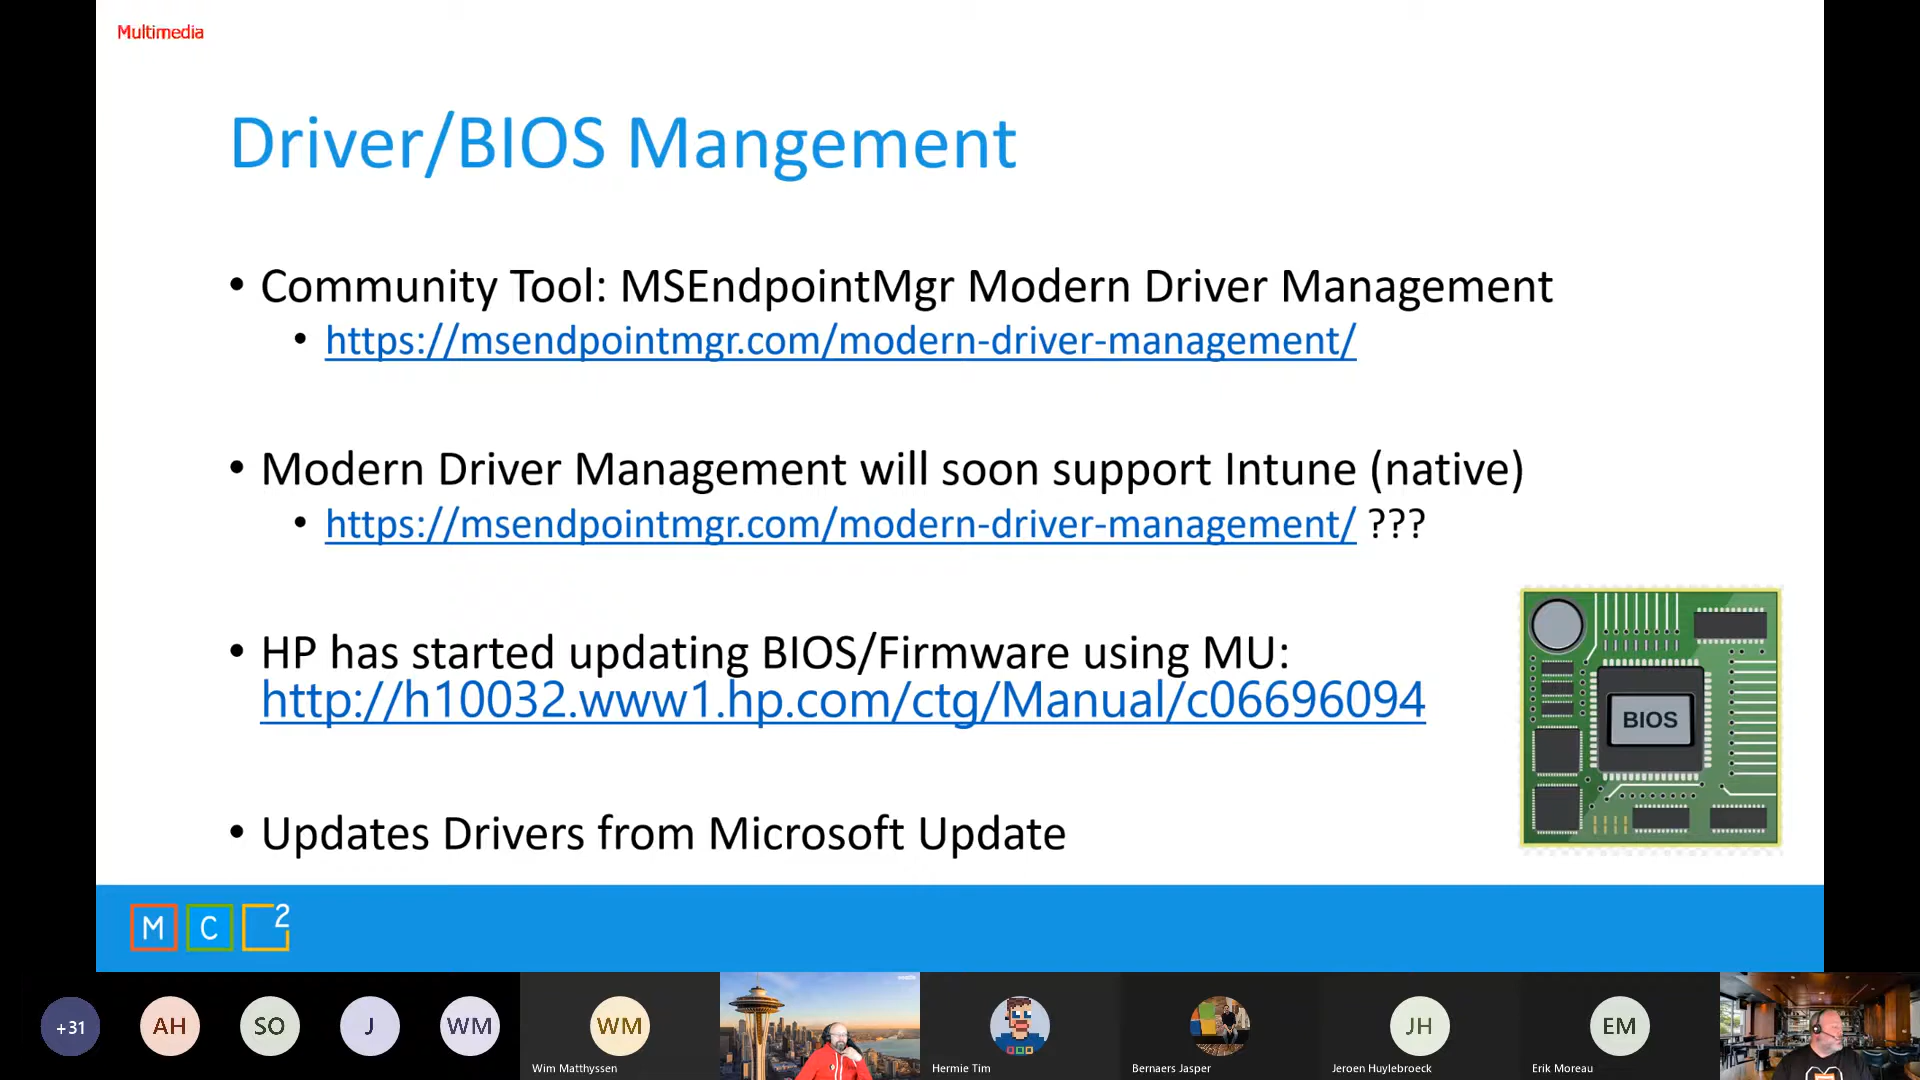 Multimedia
Driver/BIOS Mangement
• Community Tool: MSEndpointMgr Modern Driver Management
• https://msendpointmgr.com/modern-driver-management/
• Modern Driver Management will soon support Intune (native)
• https://msendpointmgr.com/modern-driver-management/ ???
• HP has started updating BIOS/Firmware using MU:
http://h10032.www1.hp.com/ctg/Manual/c06696094
BIOS
• Updates Drivers from Microsoft Update
M C 2
+31 AH SO J WM WM JH EM
Wim Matthyssen Hermie Tim Bernaers Jasper Jeroen Huylebroeck Erik Moreau